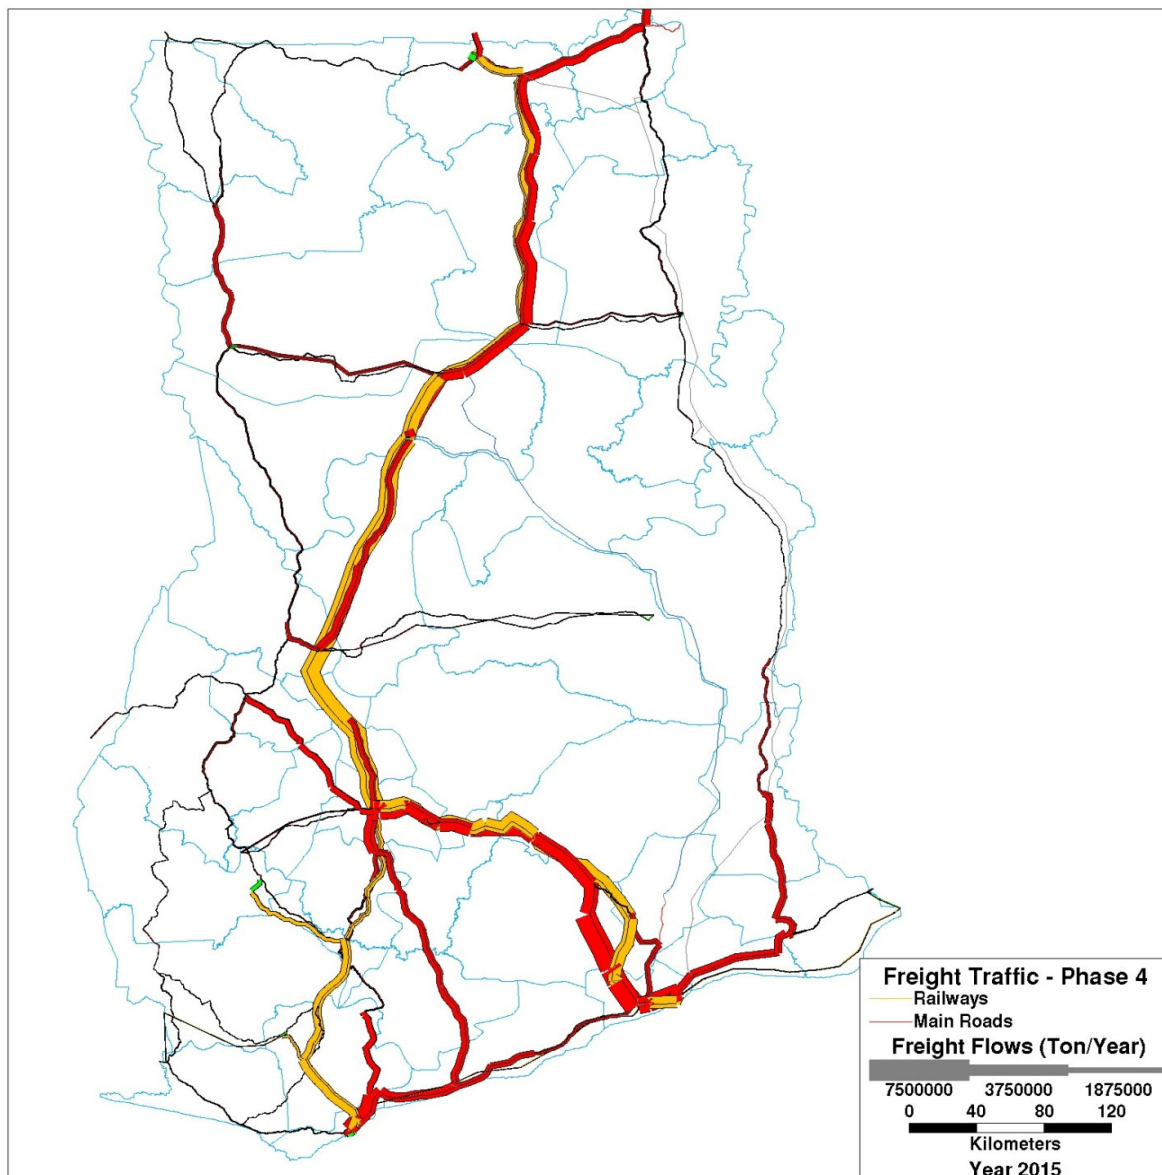 Freight Traffic - Phase 4
Railways
Main Roads
Freight Flows (Ton/Year)
7500000 3750000 1875000
0 40 80 120
Kilometers
Year 2015